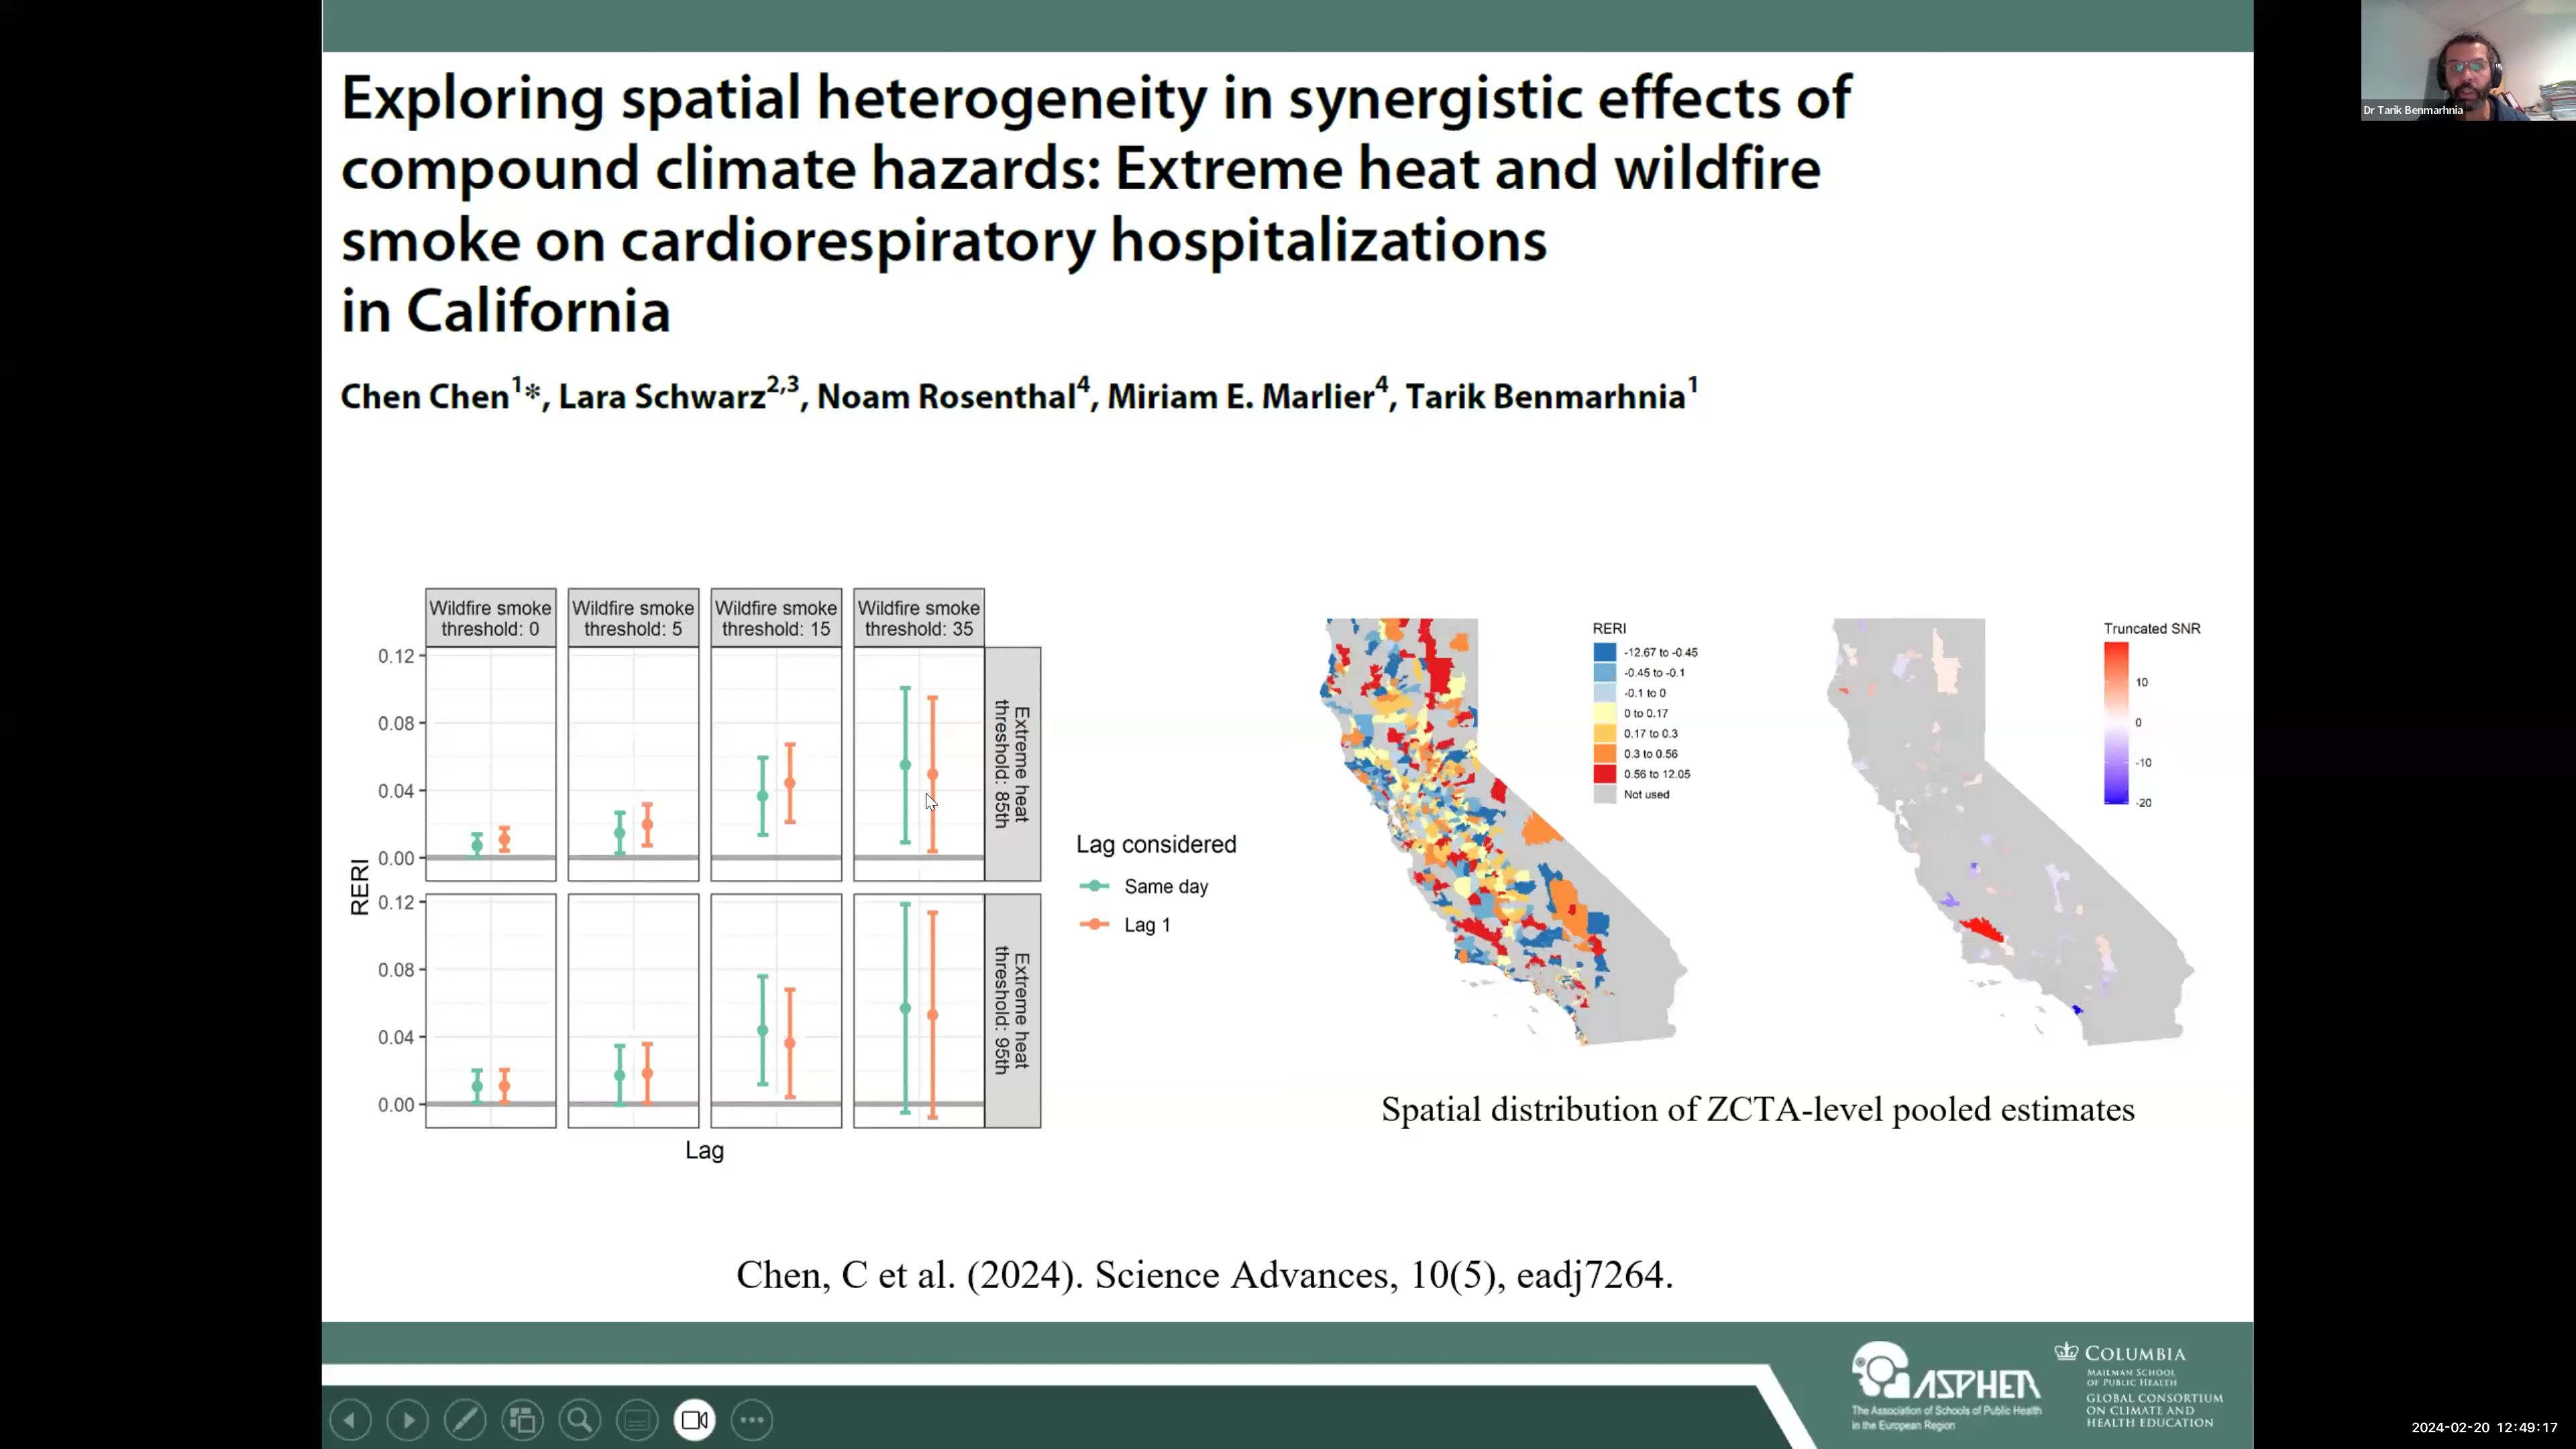 Exploring spatial heterogeneity in synergistic effects of
compound climate hazards: Extreme heat and wildfire
smoke on cardiorespiratory hospitalizations
in California
Chen Chen1*, Lara Schwarz2,3, Noam Rosenthal4, Miriam E. Marlier4, Tarik Benmarhnia1
Dr Tarik Benmarhnia
Wildfire smoke
threshold: 0
Wildfire smoke
threshold: 5
Wildfire smoke
threshold: 15
Wildfire smoke
threshold: 35
0.12
0.08
0.04
0.00
Extreme heat
threshold: 85th
0.12
0.08
0.04
0.00
Extreme heat
threshold: 95th
RERI
Lag
Lag considered
Same day
Lag 1
RERI
-12.67 to -0.45
-0.45 to -0.1
-0.1 to 0
0 to 0.17
0.17 to 0.3
0.3 to 0.56
0.56 to 12.05
Not used
Truncated SNR
10
0
-10
-20
Spatial distribution of ZCTA-level pooled estimates
Chen, C et al. (2024). Science Advances, 10(5), eadj7264.
ASPHER
The Association of Schools of Public Health
in the European Region
COLUMBIA
MAILMAN SCHOOL
OF PUBLIC HEALTH
GLOBAL CONSORTIUM
ON CLIMATE AND
HEALTH EDUCATION
2024-02-20 12:49:17